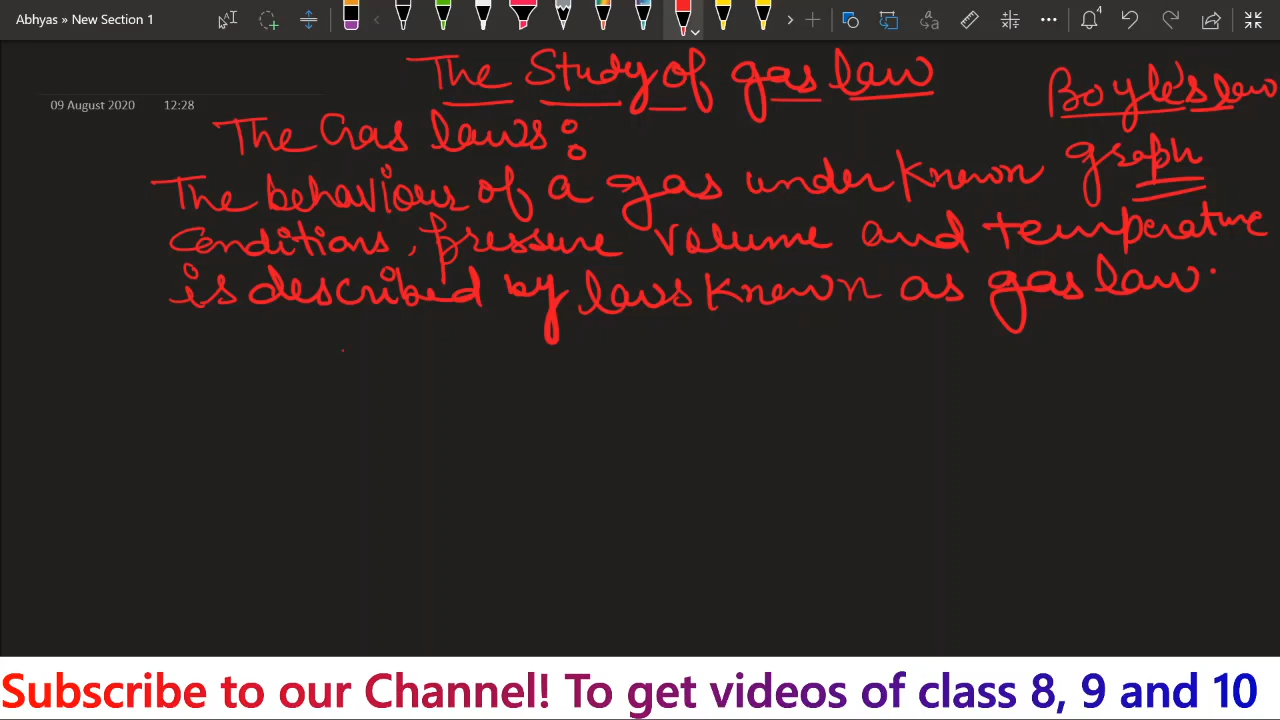 Abhyas » New Section 1
4
The Study of gas law
09 August 2020 12:28
Boyle's law
graph
The Gas laws:
The behaviour of a gas under known
conditions, pressure volume and temperature
is described by laws known as gas law.
Subscribe to our Channel! To get videos of class 8, 9 and 10